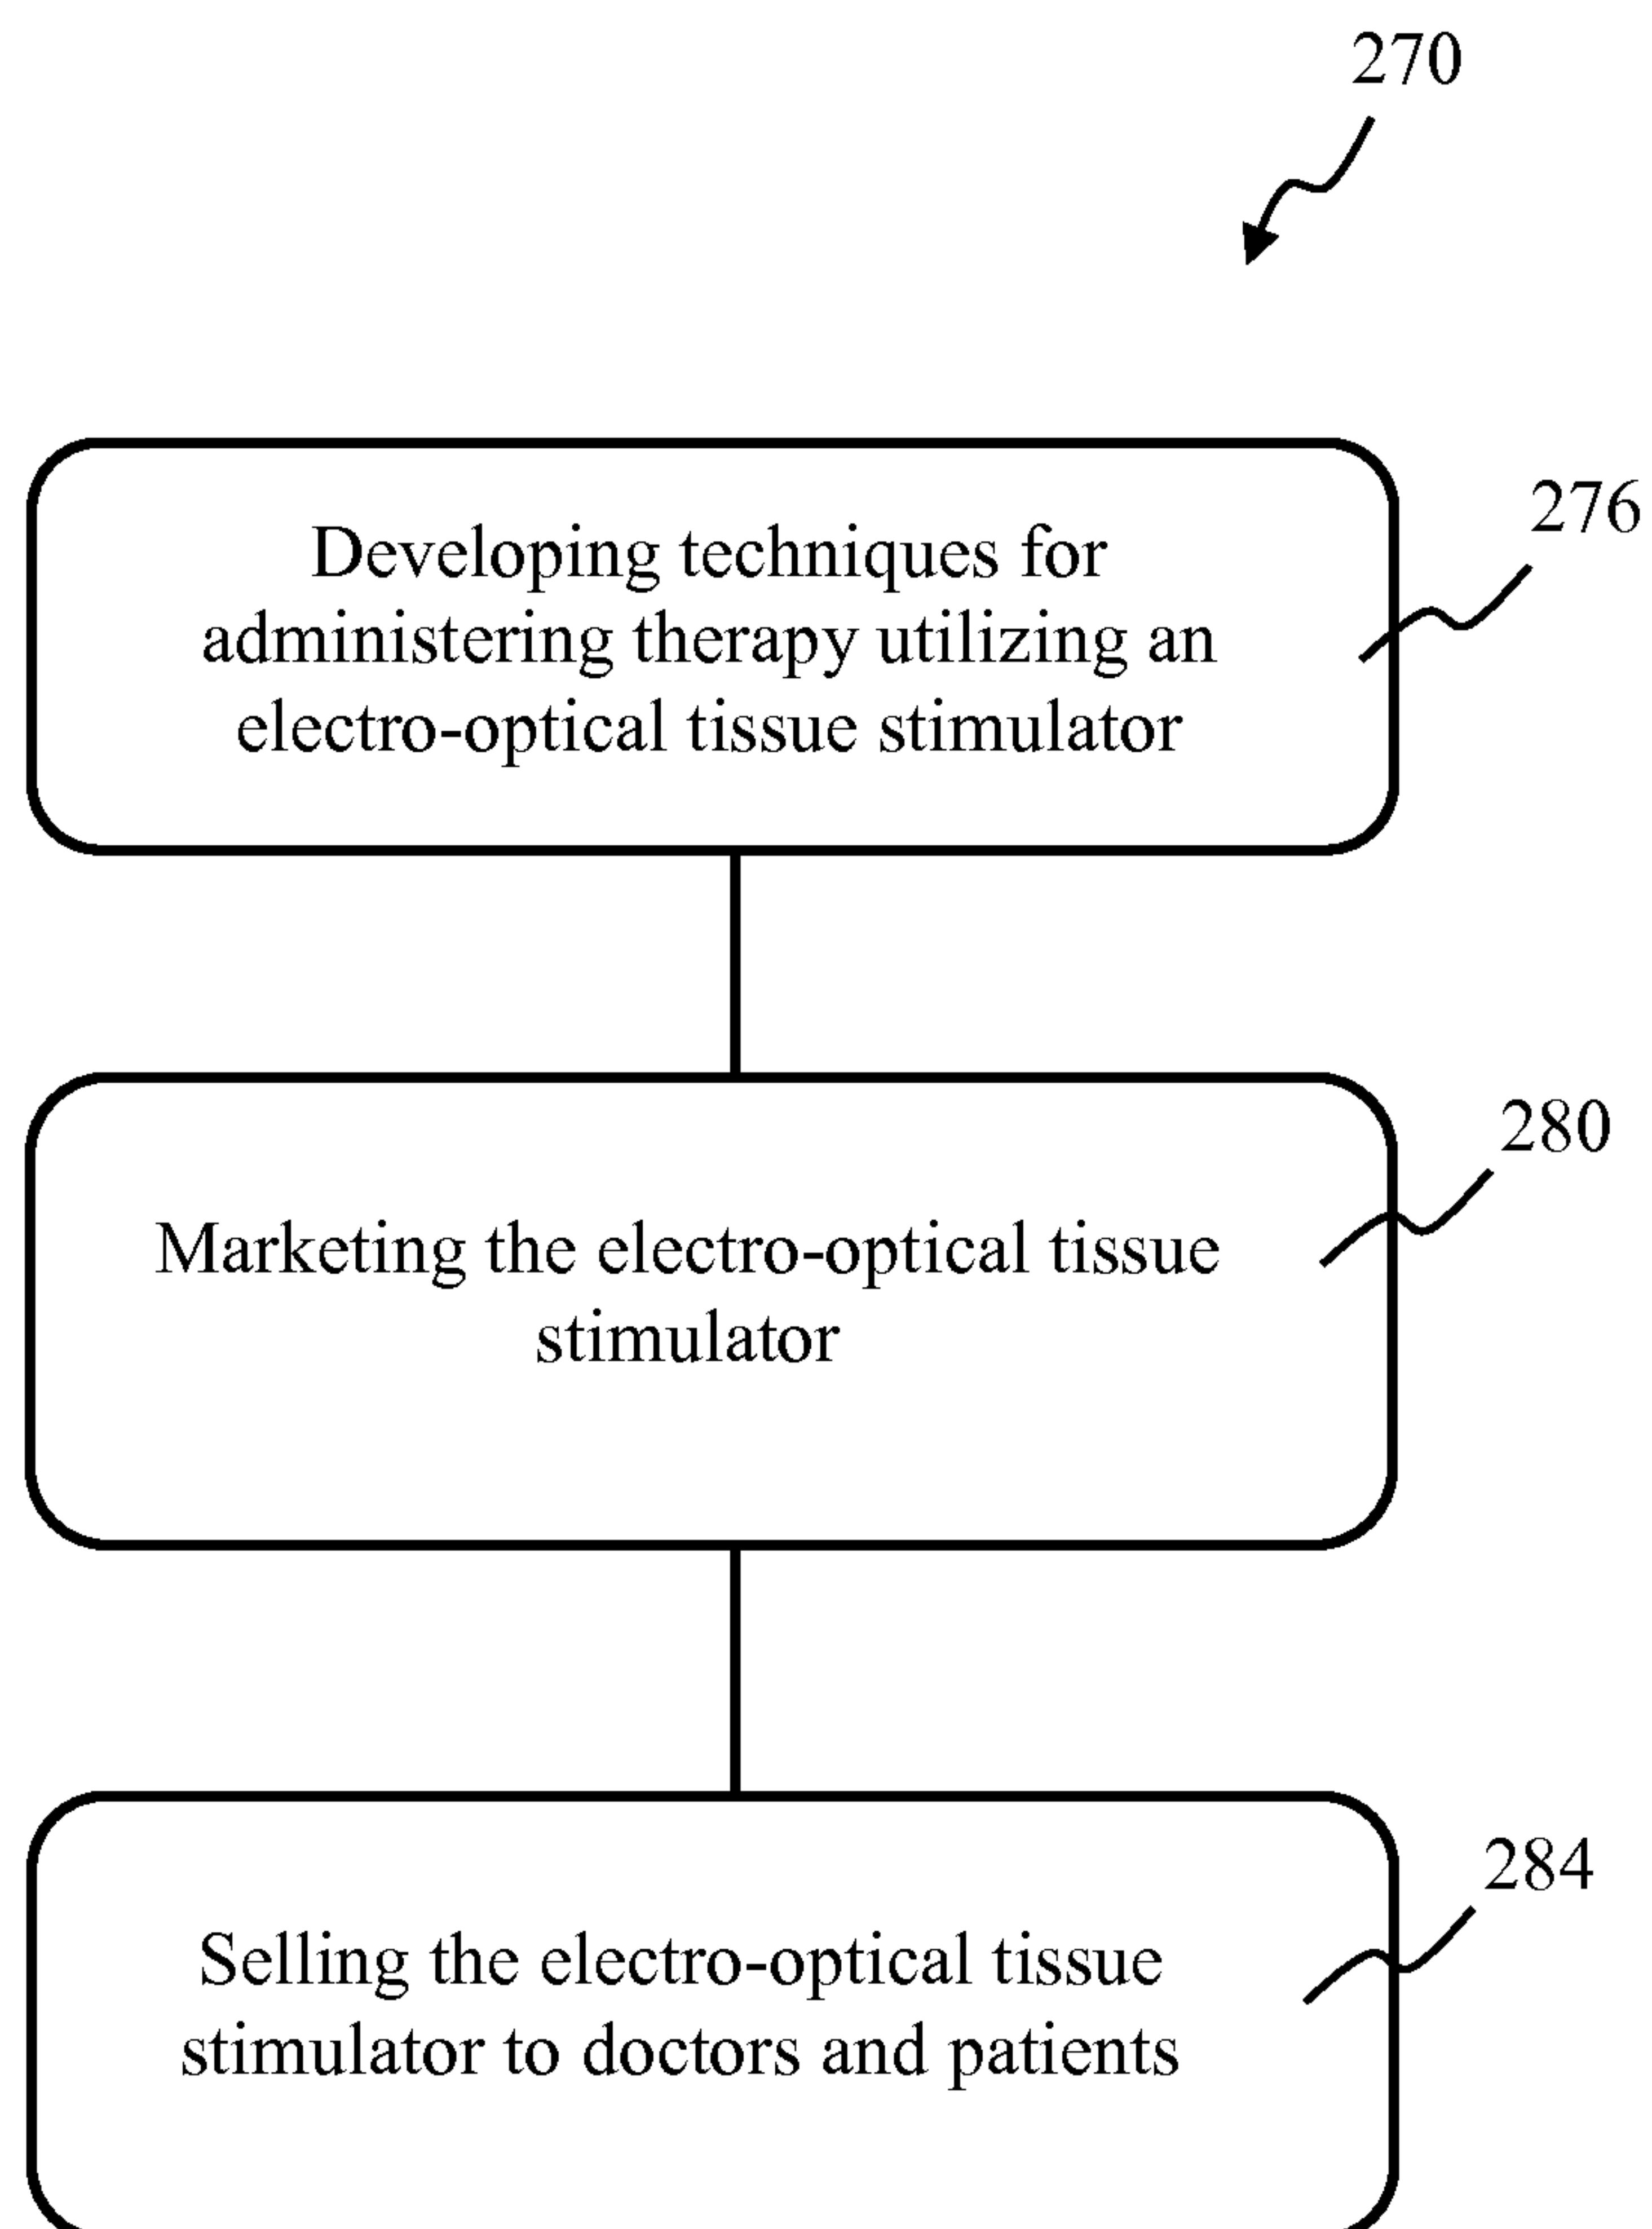 270
Developing techniques for
276
administering therapy utilizing an
electro-optical tissue stimulator
280
Marketing the electro-optical tissue
stimulator
284
Selling the electro-optical tissue
stimulator to doctors and patients